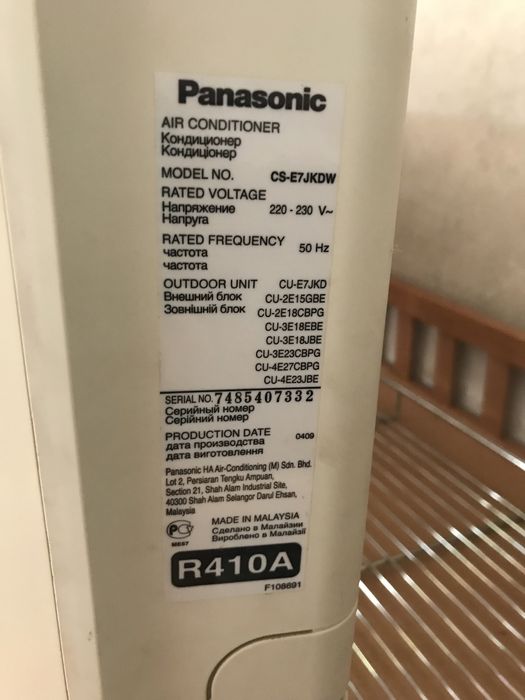 Panasonic
AIR CONDITIONER
Кондиционер
Кондиціонер
MODEL NO. CS-E7JKDW
RATED VOLTAGE
Напряжение 220 - 230 V~
Напруга
RATED FREQUENCY 50 Hz
частота
частота
OUTDOOR UNIT CU-E7JKD
Внешний блок CU-2E15GBE
Зовнішній блок CU-2E18CBPG
CU-3E18EBE
CU-3E18JBE
CU-3E23CBPG
CU-4E27CBPG
CU-4E23JBE
SERIAL NO. 7485407332
Серийный номер
Серійний номер
PRODUCTION DATE 0409
дата производства
дата виготовлення
Panasonic HA Air-Conditioning (M) Sdn. Bhd.
Lot 2, Persiaran Tengku Ampuan,
Section 21, Shah Alam Industrial Site,
40300 Shah Alam Selangor Darul Ehsan,
Malaysia
MADE IN MALAYSIA
Сделано в Малайзии
Вироблено в Малайзії
ME67
R410A
F108691